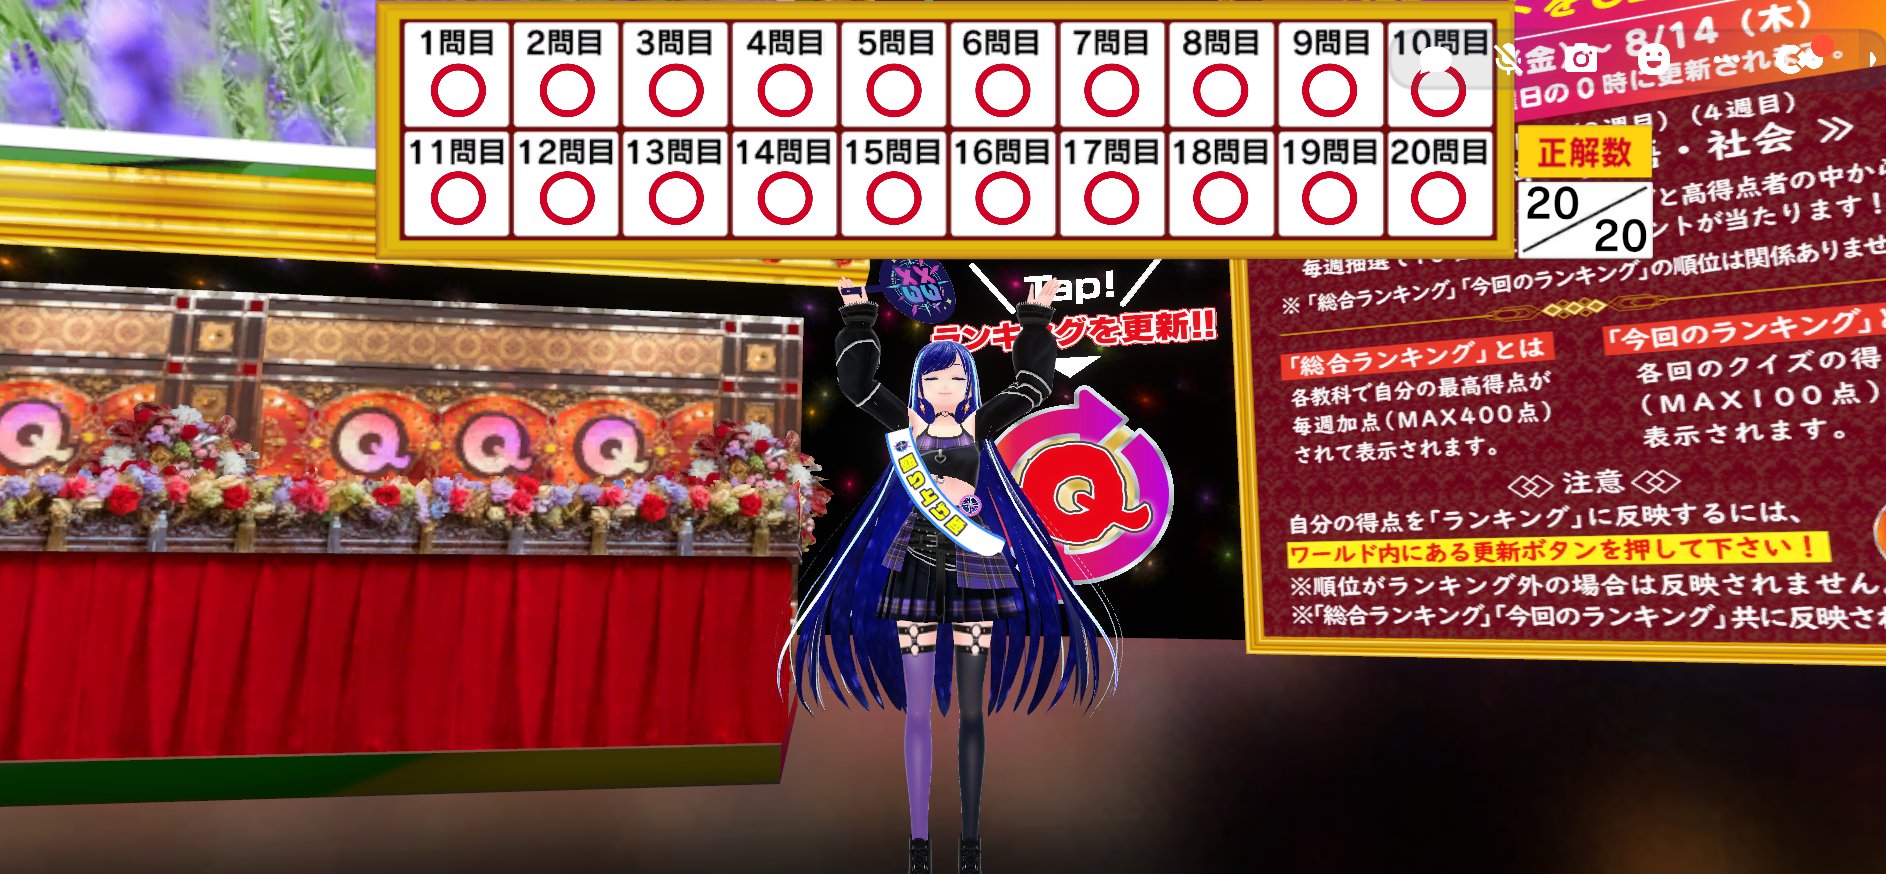 1問目 2問目 3問目 4問目 5問目 6問目 7問目 8問目 9問目 10問目
11問目 12問目 13問目 14問目 15問目 16問目 17問目 18問目 19問目 20問目
正解数
20
20
Tap!
ランキングを更新!!
Q Q Q Q
Q
(金)〜 8/14 (木)
日の0時に更新されます。
週目) (4週目)
・社会 ≫
と高得点者の中から
ントが当たります!
毎週抽選で
※「総合ランキング」「今回のランキング」の順位は関係ありませ
「総合ランキング」とは
各教科で自分の最高得点が
毎週加点(MAX400点)
されて表示されます。
「今回のランキング」と
各回のクイズの得
(MAX100点)
表示されます。
注意
自分の得点を「ランキング」に反映するには、
ワールド内にある更新ボタンを押して下さい!
※順位がランキング外の場合は反映されません。
※「総合ランキング」「今回のランキング」共に反映され